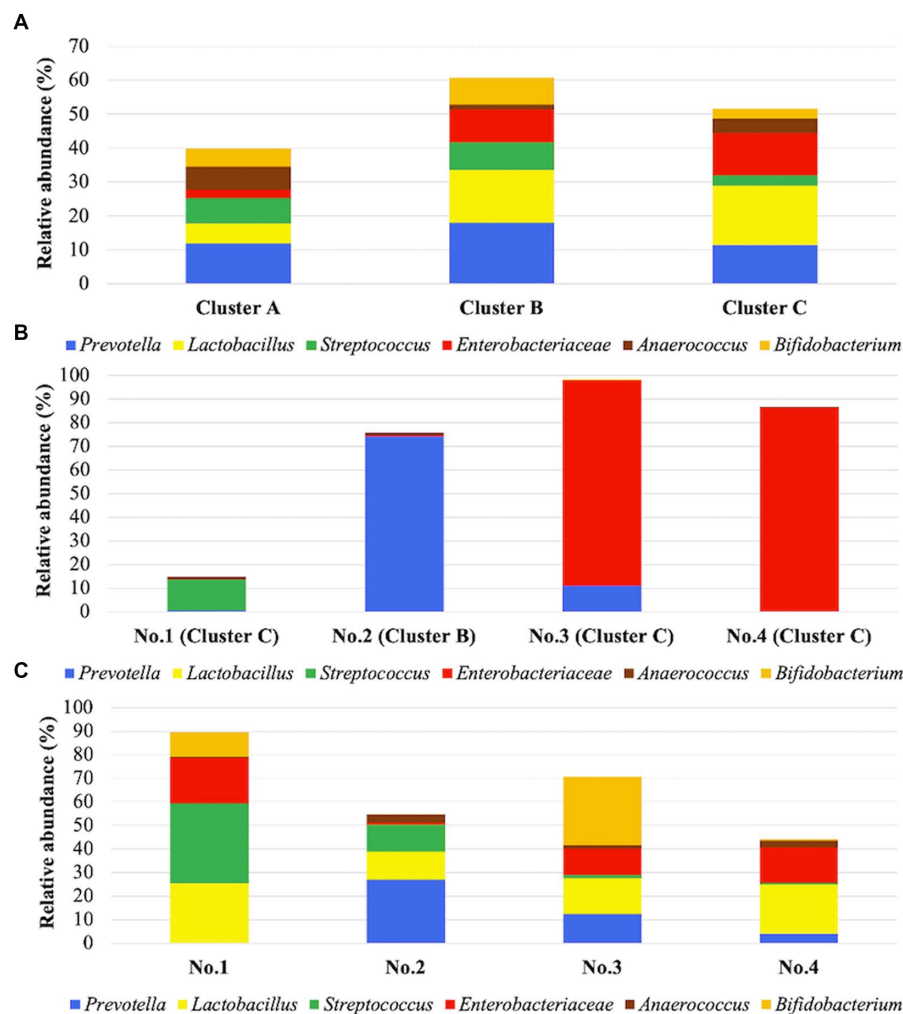 A
Relative abundance (%)
70
60
50
40
30
20
10
0
Cluster A Cluster B Cluster C
Prevotella Lactobacillus Streptococcus Enterobacteriaceae Anaerococcus Bifidobacterium
B
Relative abundance (%)
100
90
80
70
60
50
40
30
20
10
0
No.1 (Cluster C) No.2 (Cluster B) No.3 (Cluster C) No.4 (Cluster C)
Prevotella Lactobacillus Streptococcus Enterobacteriaceae Anaerococcus Bifidobacterium
C
Relative abundance (%)
100
90
80
70
60
50
40
30
20
10
0
No.1 No.2 No.3 No.4
Prevotella Lactobacillus Streptococcus Enterobacteriaceae Anaerococcus Bifidobacterium